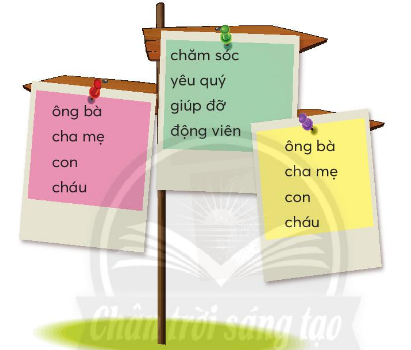 ông bà
cha mẹ
con
cháu
chăm sóc
yêu quý
giúp đỡ
động viên
ông bà
cha mẹ
con
cháu
Chân trời sáng tạo